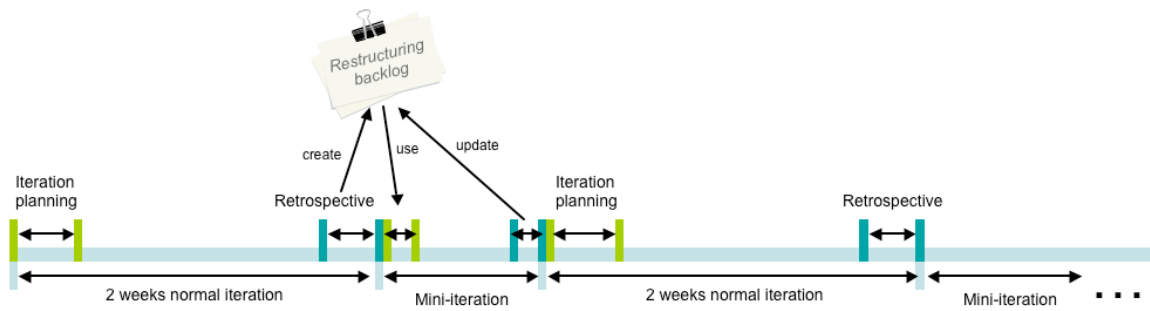 Restructuring
backlog
create
use
update
Iteration
planning
Retrospective
Iteration
planning
Retrospective
2 weeks normal iteration
Mini-iteration
2 weeks normal iteration
Mini-iteration
...